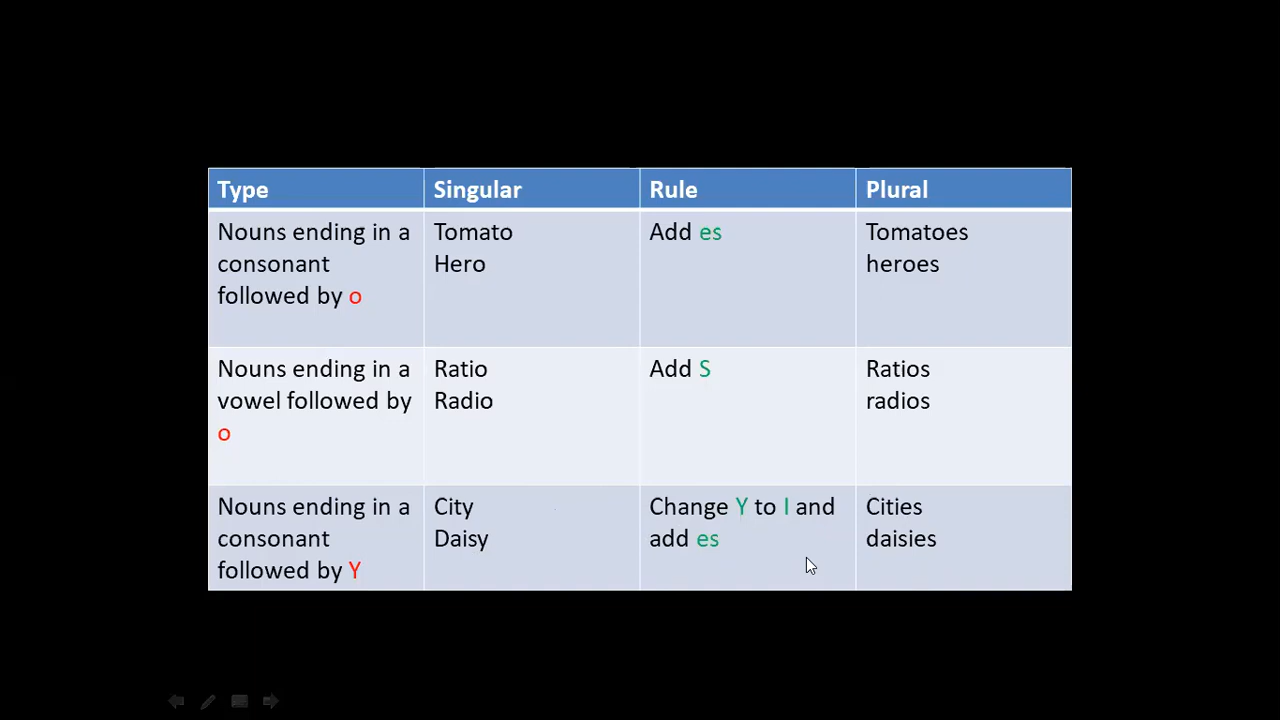 Type Singular Rule Plural
Nouns ending in a Tomato Add es Tomatoes
consonant Hero heroes
followed by o
Nouns ending in a Ratio Add S Ratios
vowel followed by Radio radios
o
Nouns ending in a City Change Y to I and Cities
consonant Daisy add es daisies
followed by Y